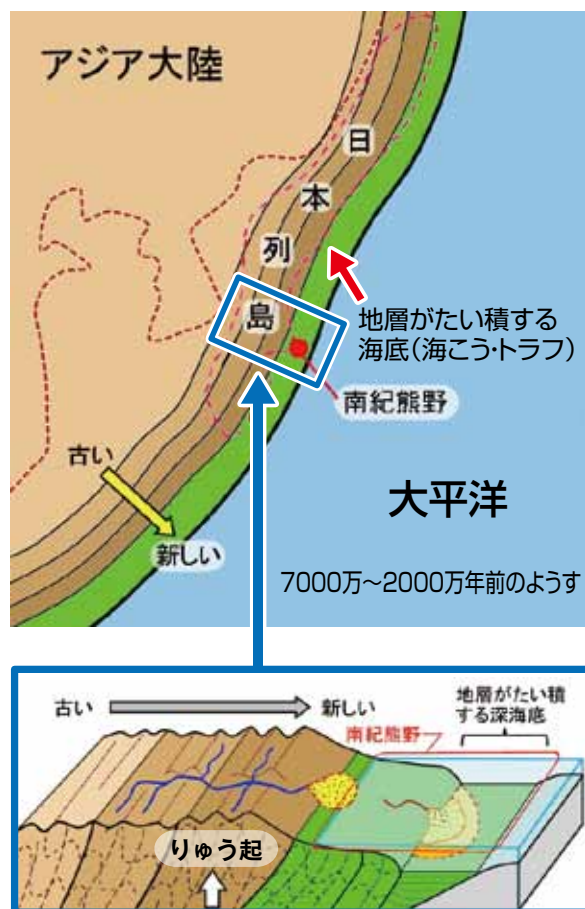 アジア大陸
日
本
列
島
地層がたい積する
海底(海こう・トラフ)
南紀熊野
古い
新しい
大平洋
7000万~2000万年前のようす
古い
新しい
地層がたい積
する深海底
南紀熊野
りゅう起